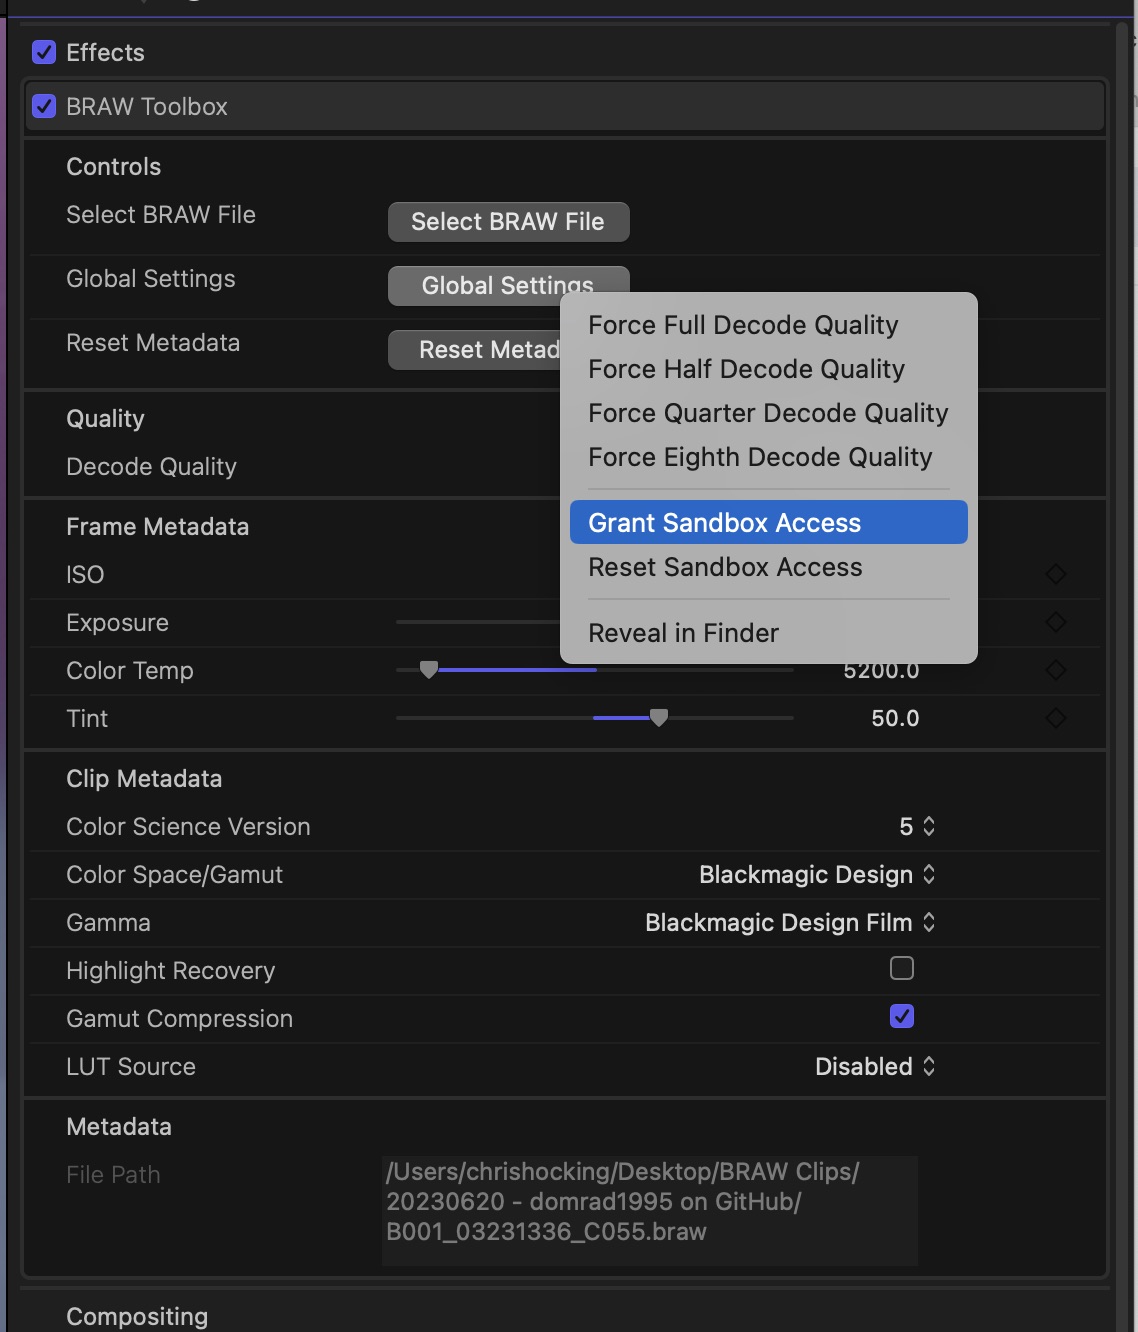 Effects
BRAW Toolbox
Controls
Select BRAW File
Select BRAW File
Global Settings
Global Settings
Reset Metadata
Reset Metad
Force Full Decode Quality
Force Half Decode Quality
Force Quarter Decode Quality
Force Eighth Decode Quality
Grant Sandbox Access
Reset Sandbox Access
Reveal in Finder
Quality
Decode Quality
Frame Metadata
ISO
Exposure
Color Temp
5200.0
Tint
50.0
Clip Metadata
Color Science Version
5
Color Space/Gamut
Blackmagic Design
Gamma
Blackmagic Design Film
Highlight Recovery
Gamut Compression
LUT Source
Disabled
Metadata
File Path
/Users/chrishocking/Desktop/BRAW Clips/
20230620 - domrad1995 on GitHub/
B001_03231336_C055.braw
Compositing